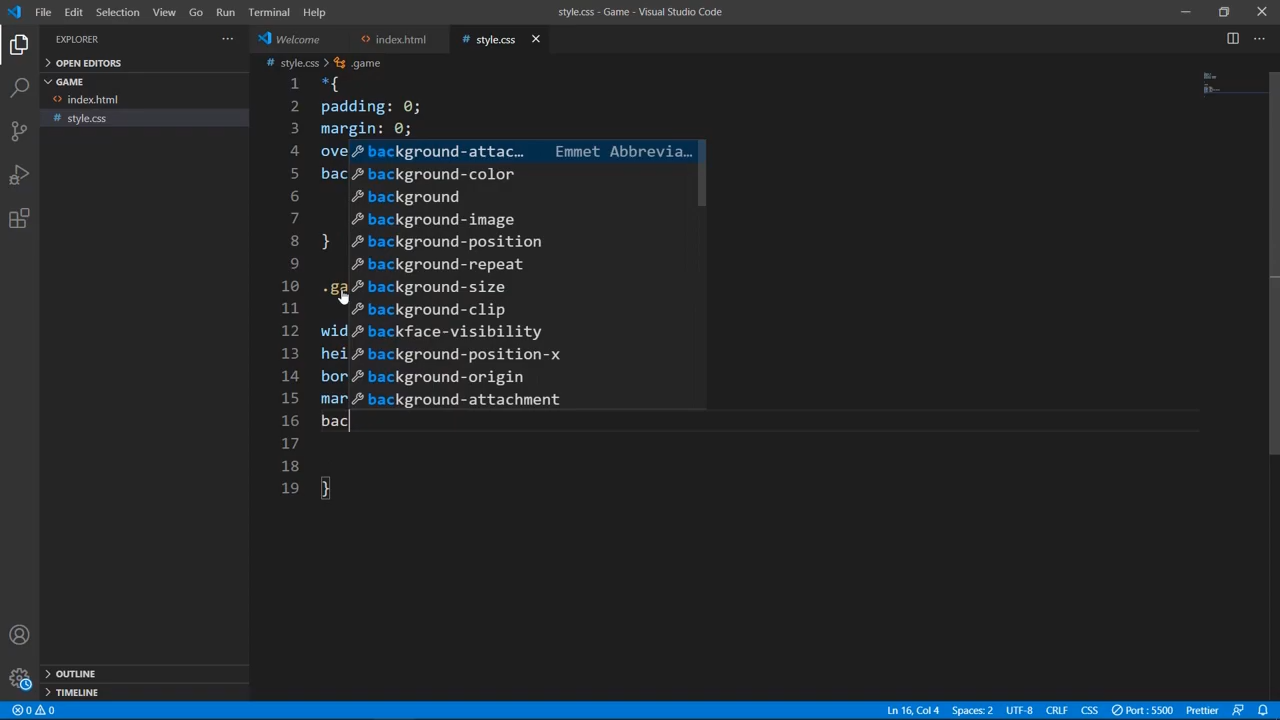 File Edit Selection View Go Run Terminal Help
style.css - Game - Visual Studio Code
EXPLORER
OPEN EDITORS
GAME
index.html
style.css
OUTLINE
TIMELINE
Welcome
index.html
style.css
style.css > .game
1 *{
2 padding: 0;
3 margin: 0;
4 ove
5 bac
6
7
8 }
9
10 .ga
11
12 wid
13 hei
14 bor
15 mar
16 bac
17
18
19 }
background-attac... Emmet Abbrevia...
background-color
background
background-image
background-position
background-repeat
background-size
background-clip
backface-visibility
background-position-x
background-origin
background-attachment
0 0
Ln 16, Col 4 Spaces: 2 UTF-8 CRLF CSS Port : 5500 Prettier